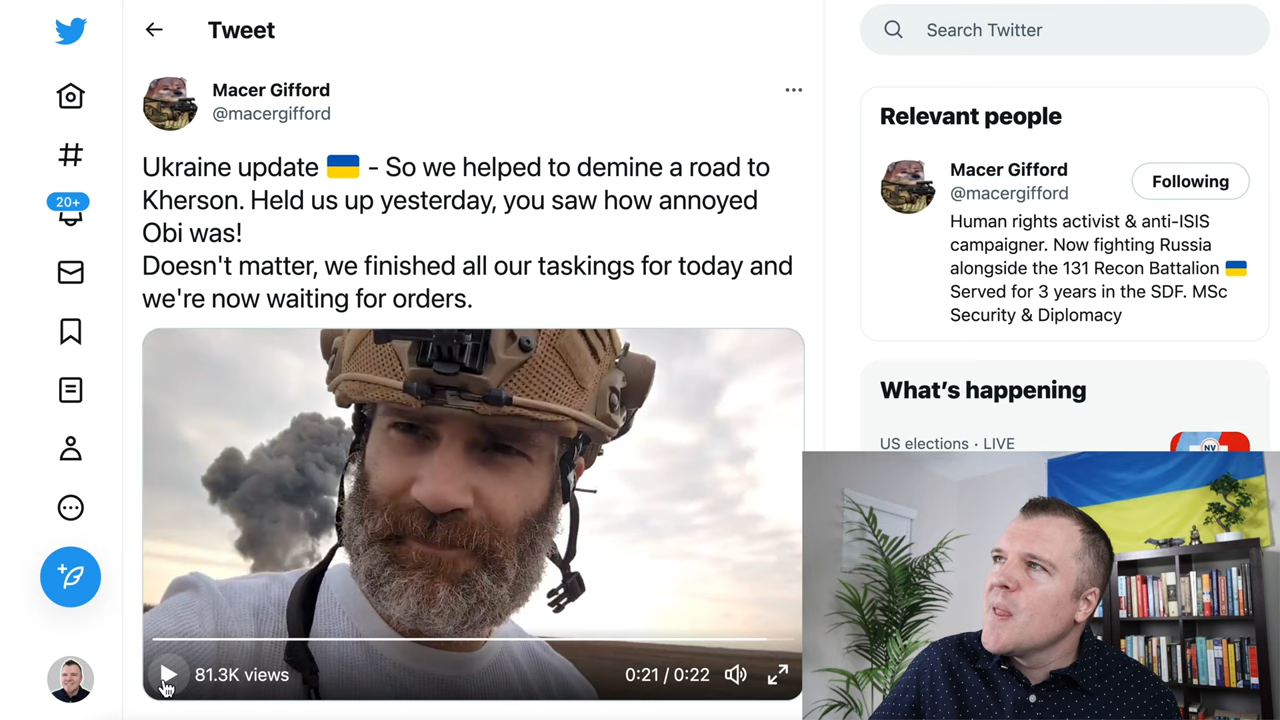 Tweet
Search Twitter
Macer Gifford
@macergifford
Ukraine update 🇺🇦 - So we helped to demine a road to
Kherson. Held us up yesterday, you saw how annoyed
Obi was!
Doesn't matter, we finished all our taskings for today and
we're now waiting for orders.
81.3K views
0:21 / 0:22
20+
Relevant people
Macer Gifford
@macergifford
Following
Human rights activist & anti-ISIS
campaigner. Now fighting Russia
alongside the 131 Recon Battalion 🇺🇦
Served for 3 years in the SDF. MSc
Security & Diplomacy
What's happening
US elections · LIVE
NV